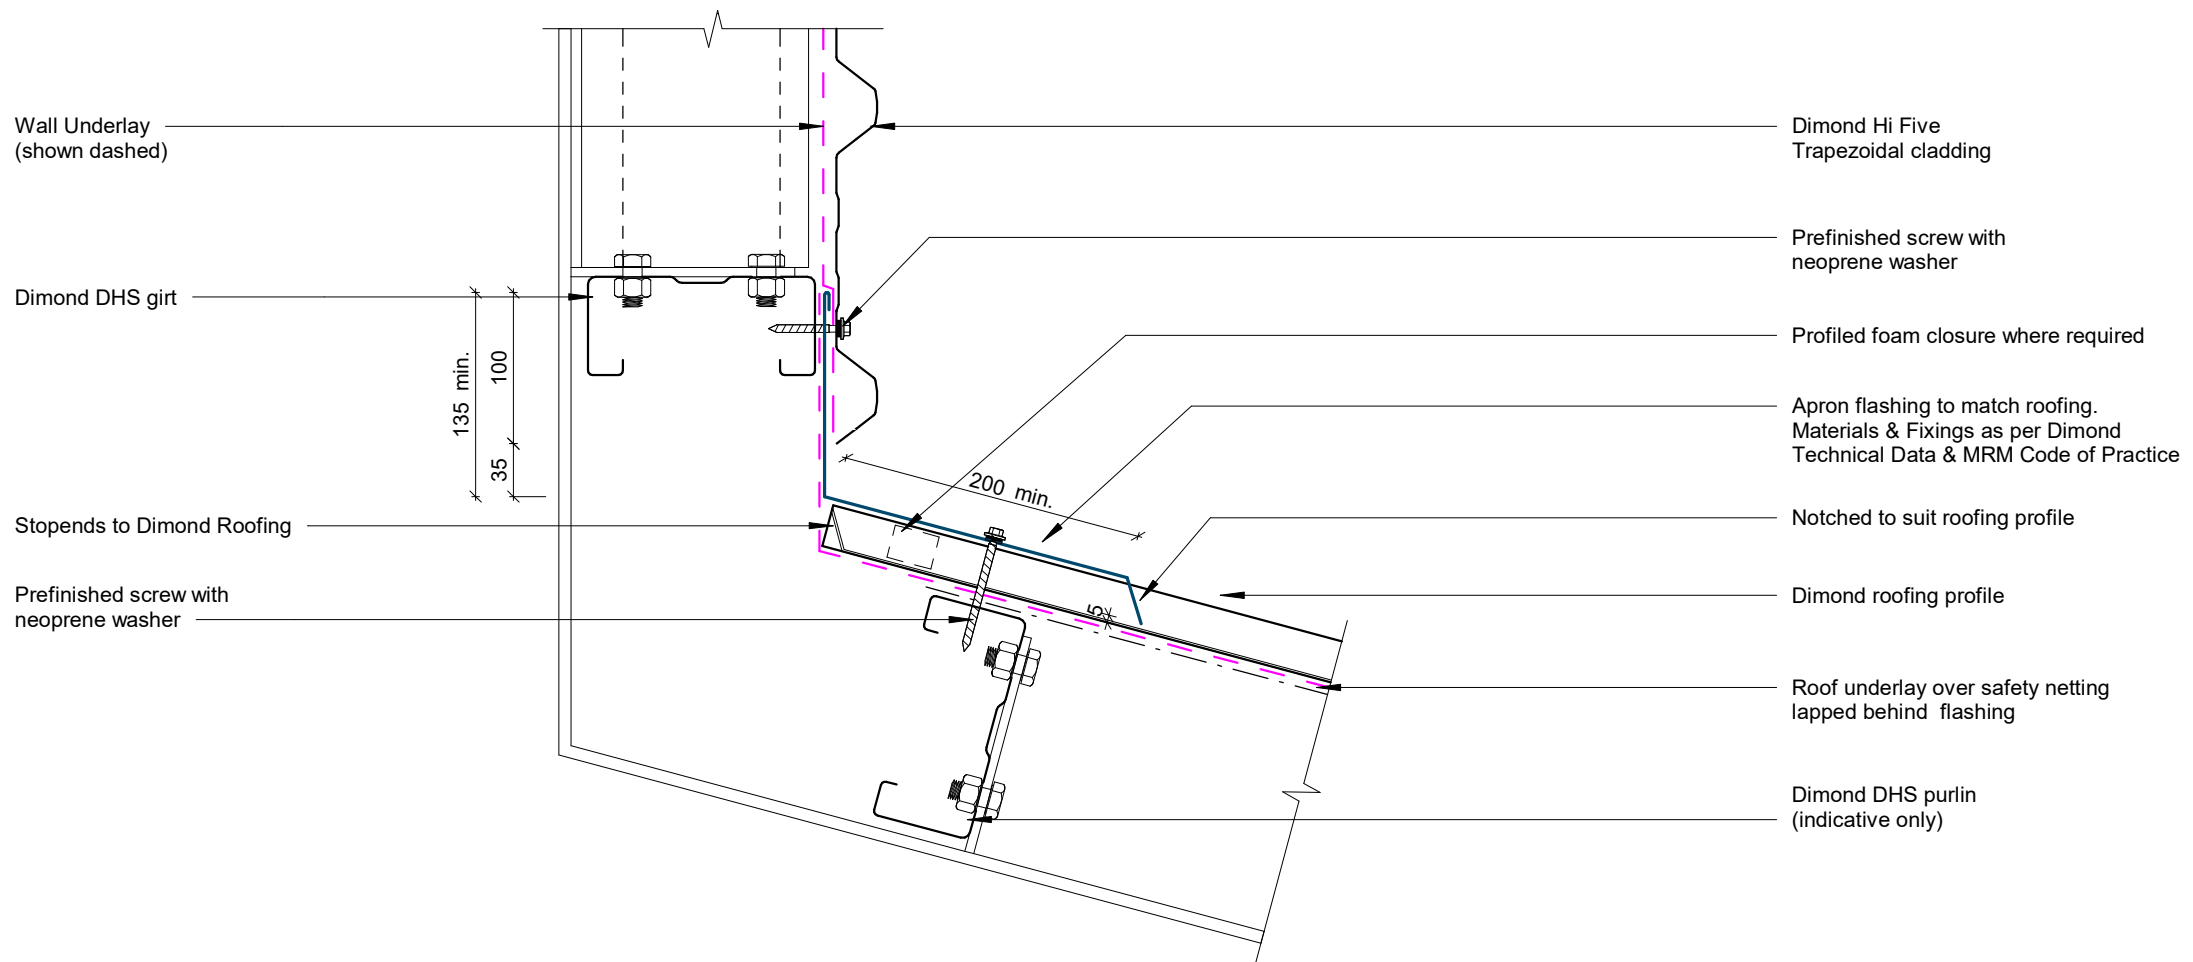 Wall Underlay
(shown dashed)
Dimond DHS girt
135 min.
100
35
Stopends to Dimond Roofing
Prefinished screw with
neoprene washer
200 min.
5
Dimond Hi Five
Trapezoidal cladding
Prefinished screw with
neoprene washer
Profiled foam closure where required
Apron flashing to match roofing.
Materials & Fixings as per Dimond
Technical Data & MRM Code of Practice
Notched to suit roofing profile
Dimond roofing profile
Roof underlay over safety netting
lapped behind flashing
Dimond DHS purlin
(indicative only)